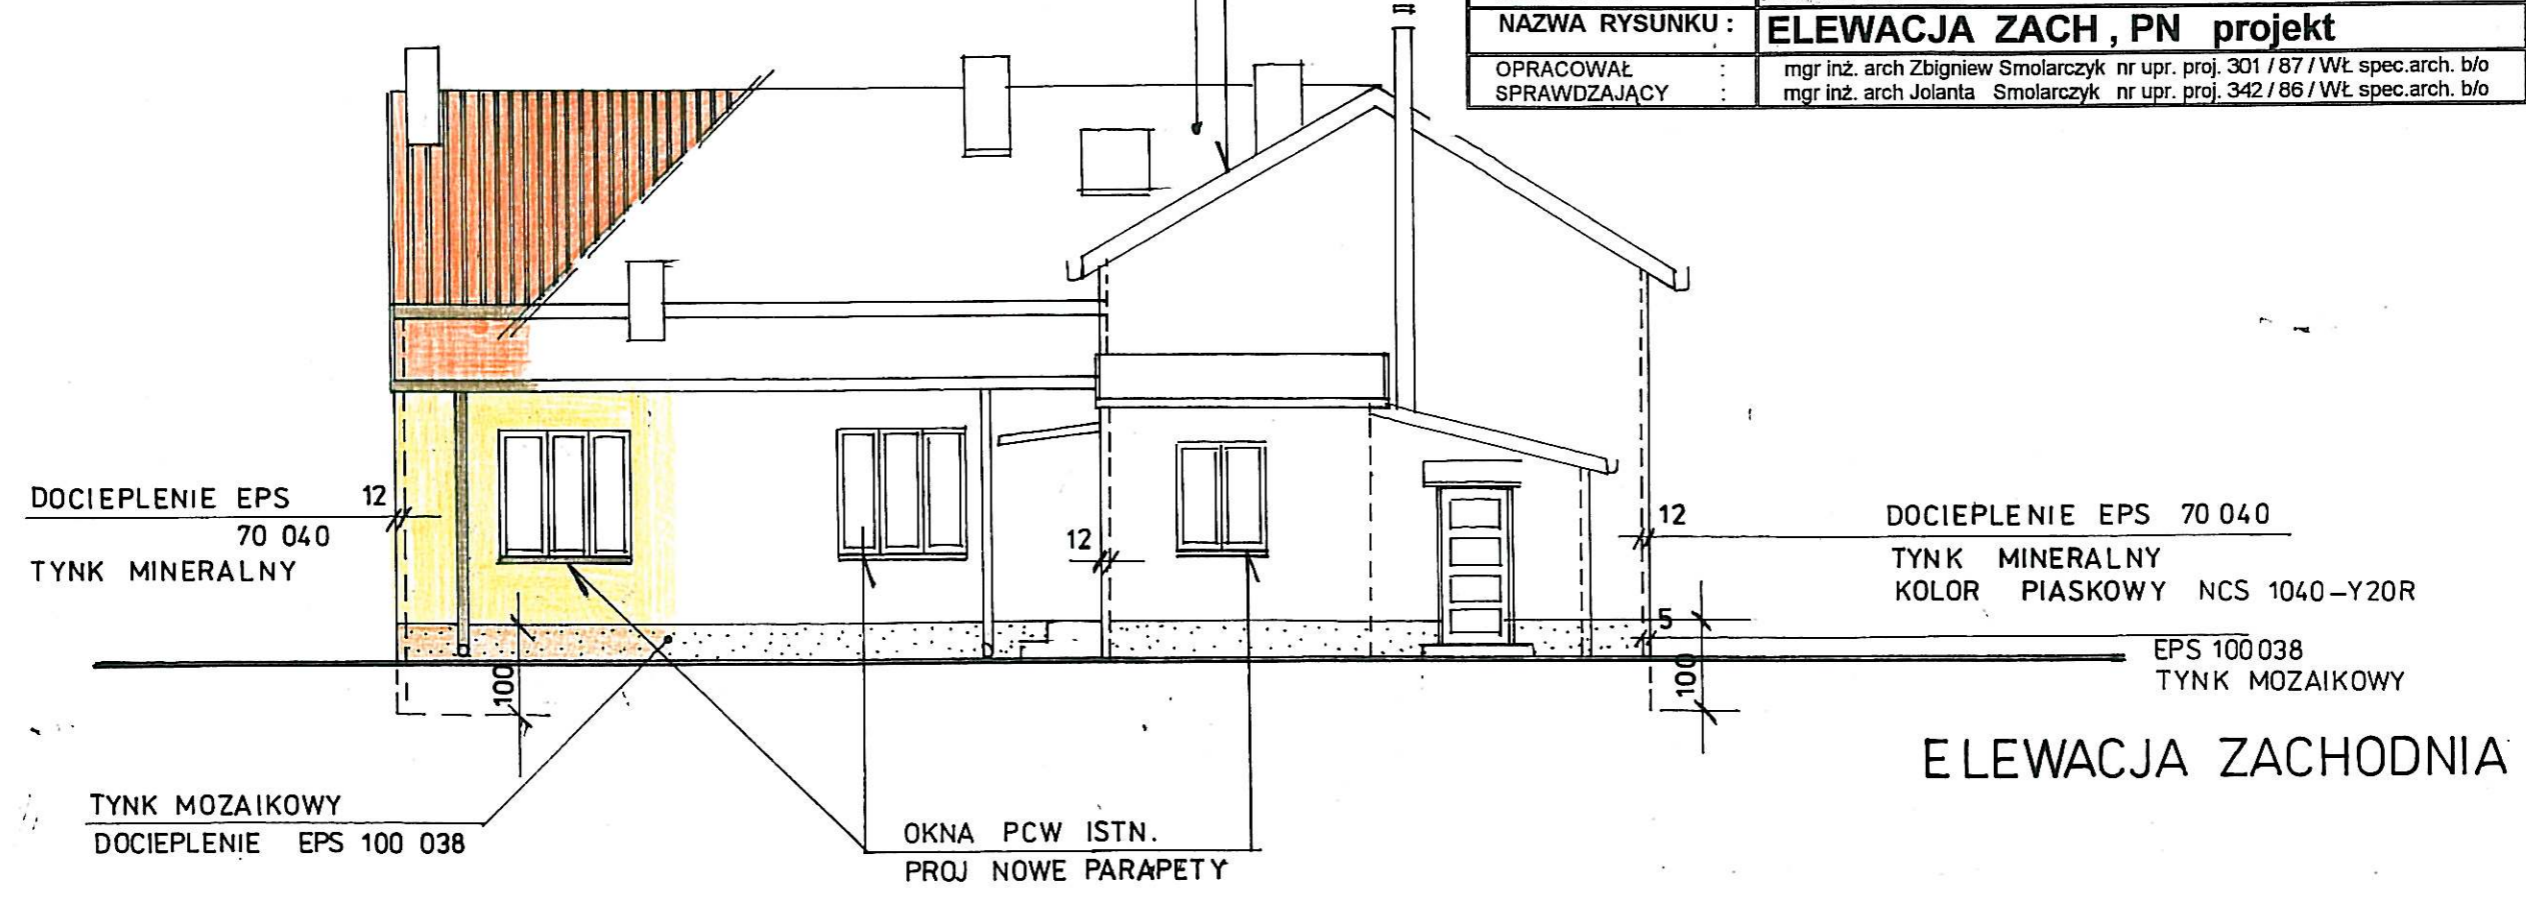 NAZWA RYSUNKU :
ELEWACJA ZACH , PN projekt
OPRACOWAŁ :
mgr inż. arch Zbigniew Smolarczyk nr upr. proj. 301 / 87 / WŁ spec.arch. b/o
SPRAWDZAJĄCY :
mgr inż. arch Jolanta Smolarczyk nr upr. proj. 342 / 86 / WŁ spec.arch. b/o
DOCIEPLENIE EPS
70 040
TYNK MINERALNY
12
12
12
DOCIEPLENIE EPS 70 040
TYNK MINERALNY
KOLOR PIASKOWY NCS 1040-Y20R
5
EPS 100 038
TYNK MOZAIKOWY
100
100
ELEWACJA ZACHODNIA
TYNK MOZAIKOWY
DOCIEPLENIE EPS 100 038
OKNA PCW ISTN.
PROJ NOWE PARAPETY